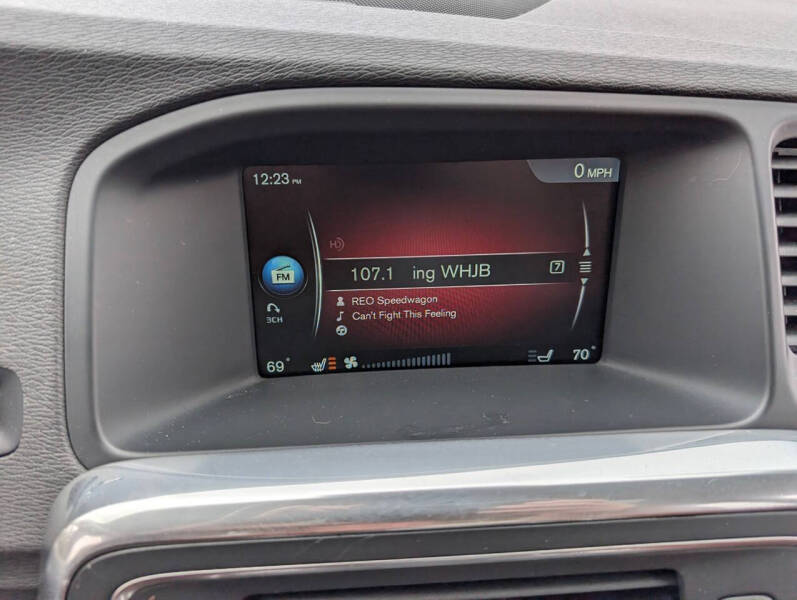 12:23 PM
0 MPH
HD
FM
107.1 ing WHJB
7
REO Speedwagon
3CH
Can't Fight This Feeling
69°
70°